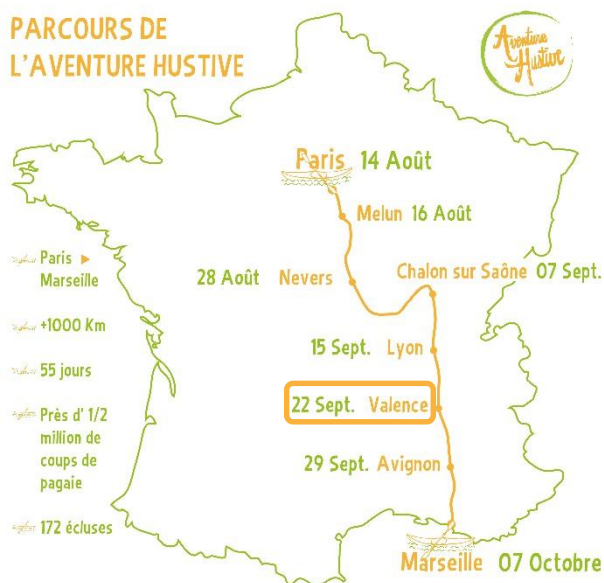 PARCOURS DE
L'AVENTURE HUSTIVE
Aventure
Hustive
Paris 14 Août
Melun 16 Août
28 Août Nevers
Chalon sur Saône 07 Sept.
15 Sept. Lyon
22 Sept. Valence
29 Sept. Avignon
Marseille 07 Octobre
Paris ▶
Marseille
+1000 Km
55 jours
Près d' 1/2
million de
coups de
pagaie
172 écluses